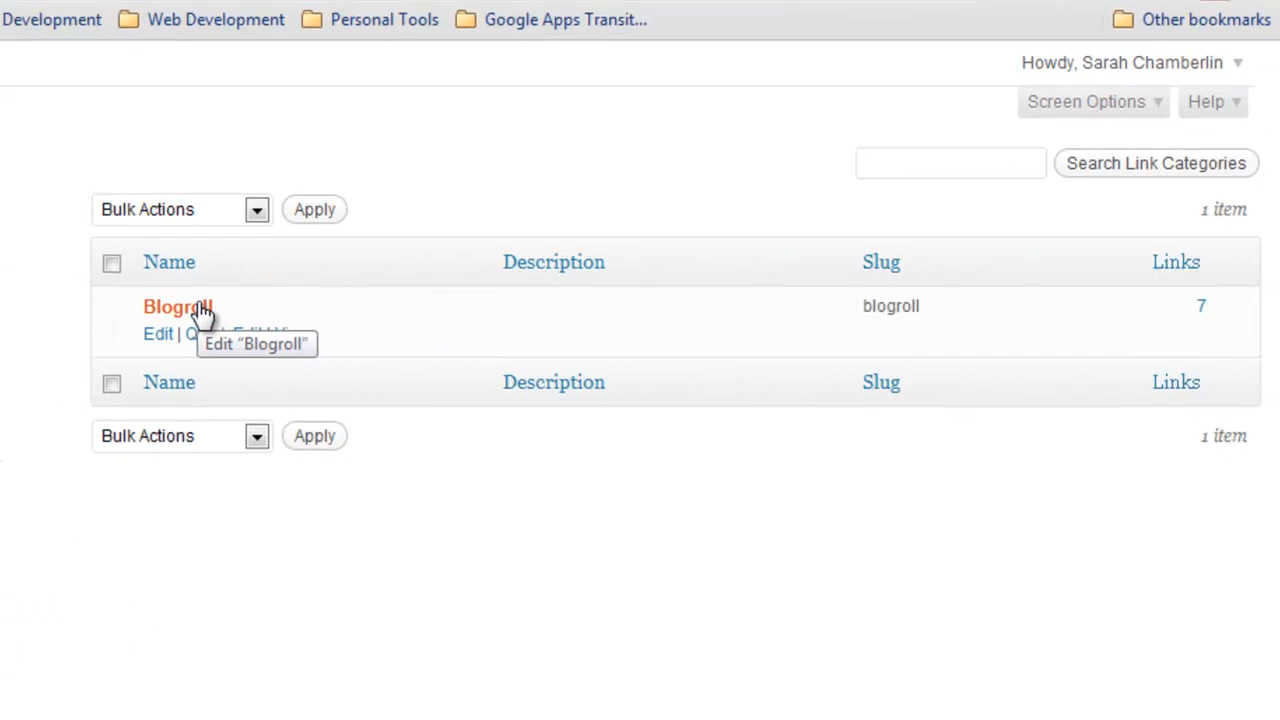 Development Web Development Personal Tools Google Apps Transit... Other bookmarks
Howdy, Sarah Chamberlin
Screen Options Help
Search Link Categories
Bulk Actions Apply 1 item
Name Description Slug Links
Blogroll blogroll 7
Edit |
Edit "Blogroll"
Name Description Slug Links
Bulk Actions Apply 1 item